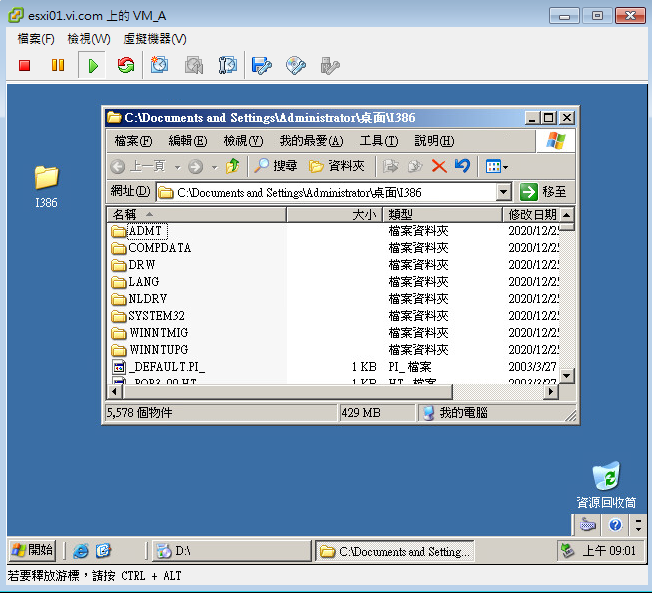 esxi01.vi.com 上的 VM_A
檔案(F) 檢視(W) 虛擬機器(V)
C:\Documents and Settings\Administrator\桌面\I386
檔案(F) 編輯(E) 檢視(V) 我的最愛(A) 工具(T) 說明(H)
上一頁 搜尋 資料夾
網址(D) C:\Documents and Settings\Administrator\桌面\I386 移至
I386
名稱 大小 類型 修改日期
ADMT 檔案資料夾 2020/12/2
COMPDATA 檔案資料夾 2020/12/2
DRW 檔案資料夾 2020/12/2
LANG 檔案資料夾 2020/12/2
NLDRV 檔案資料夾 2020/12/2
SYSTEM32 檔案資料夾 2020/12/2
WINNTMIG 檔案資料夾 2020/12/2
WINNTUPG 檔案資料夾 2020/12/2
_DEFAULT.PI_ 1 KB PI_ 檔案 2003/3/27
_POP3_00.HT_ 1 KB HT_ 檔案 2003/3/27
5,578 個物件 429 MB 我的電腦
資源回收筒
開始 D:\ C:\Documents and Setting... 上午 09:01
若要釋放游標，請按 CTRL + ALT